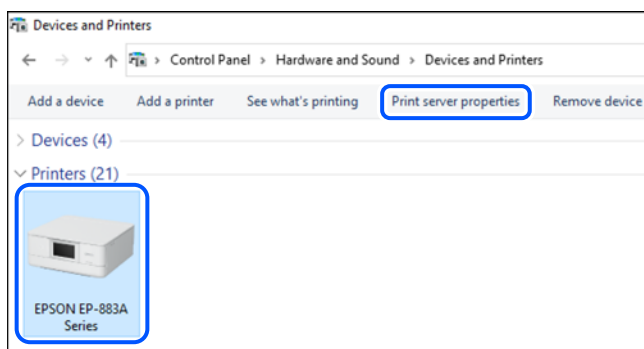 Devices and Printers
Control Panel > Hardware and Sound > Devices and Printers
Add a device Add a printer See what's printing Print server properties Remove device
Devices (4)
Printers (21)
EPSON EP-883A
Series